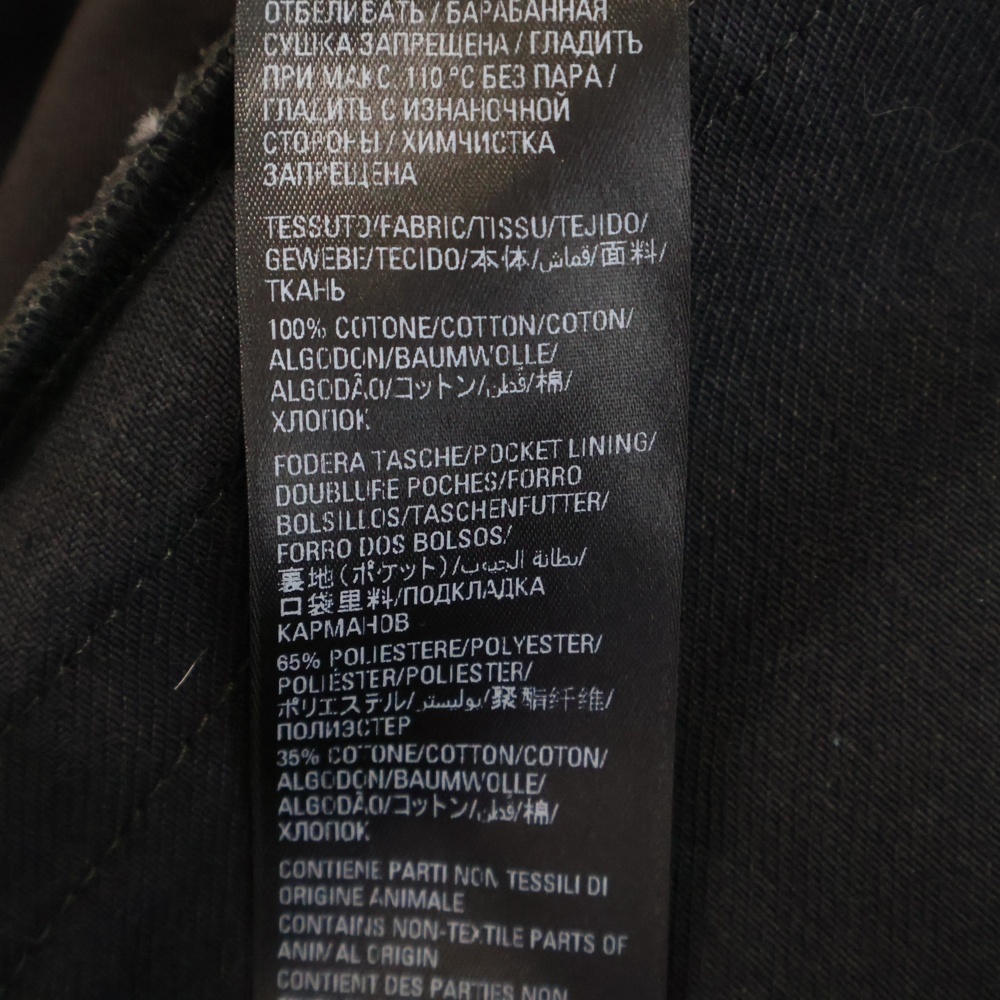 ОТБЕЛИВАТЬ / БАРАБАННАЯ
СУШКА ЗАПРЕЩЕНА / ГЛАДИТЬ
ПРИ МАКС. 110 °C БЕЗ ПАРА /
ГЛАДИТЬ С ИЗНАНОЧНОЙ
СТОРОНЫ / ХИМЧИСТКА
ЗАПРЕЩЕНА
TESSUTO/FABRIC/TISSU/TEJIDO/
GEWEBE/TECIDO/本体/قماش/面料/
ТКАНЬ
100% COTONE/COTTON/COTON/
ALGODON/BAUMWOLLE/
ALGODÃO/コットン/قطن/棉/
ХЛОПОК
FODERA TASCHE/POCKET LINING/
DOUBLURE POCHES/FORRO
BOLSILLOS/TASCHENFUTTER/
FORRO DOS BOLSOS/
裏地(ポケット)/بطانة الجيوب/
口袋里料/ПОДКЛАДКА
КАРМАНОВ
65% POLIESTERE/POLYESTER/
POLIÉSTER/POLIESTER/
ポリエステル/بوليستر/聚酯纤维/
ПОЛИЭСТЕР
35% COTONE/COTTON/COTON/
ALGODON/BAUMWOLLE/
ALGODÃO/コットン/قطن/棉/
ХЛОПОК
CONTIENE PARTI NON TESSILI DI
ORIGINE ANIMALE
CONTAINS NON-TEXTILE PARTS OF
ANIMAL ORIGIN
CONTIENT DES PARTIES NON